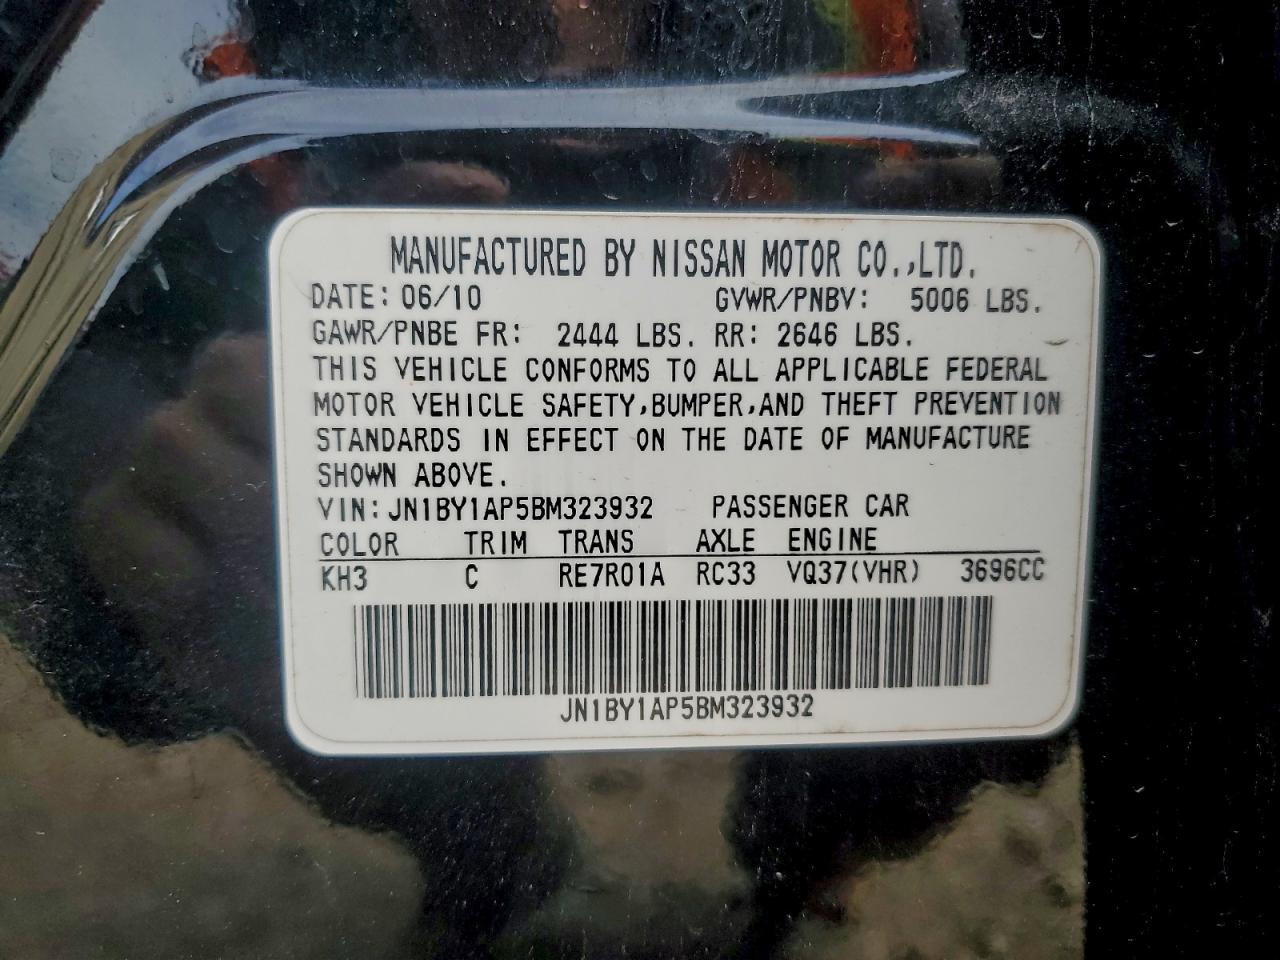 MANUFACTURED BY NISSAN MOTOR CO.,LTD.
DATE: 06/10 GVWR/PNBV: 5006 LBS.
GAWR/PNBE FR: 2444 LBS. RR: 2646 LBS.
THIS VEHICLE CONFORMS TO ALL APPLICABLE FEDERAL
MOTOR VEHICLE SAFETY,BUMPER,AND THEFT PREVENTION
STANDARDS IN EFFECT ON THE DATE OF MANUFACTURE
SHOWN ABOVE.
VIN: JN1BY1AP5BM323932 PASSENGER CAR
COLOR TRIM TRANS AXLE ENGINE
KH3 C RE7R01A RC33 VQ37(VHR) 3696CC
JN1BY1AP5BM323932